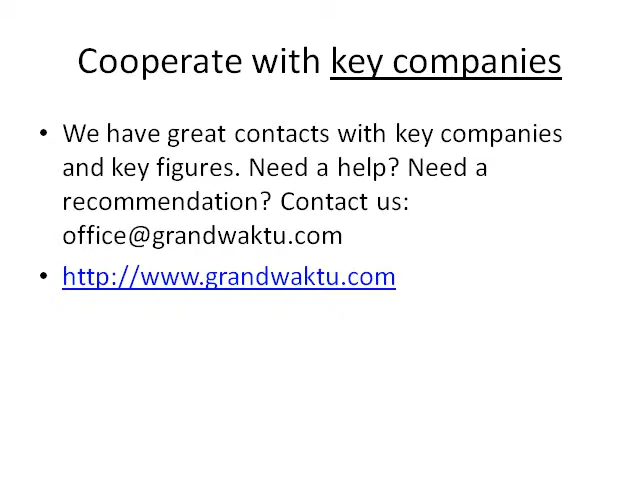 Cooperate with key companies
• We have great contacts with key companies
and key figures. Need a help? Need a
recommendation? Contact us:
office@grandwaktu.com
• http://www.grandwaktu.com